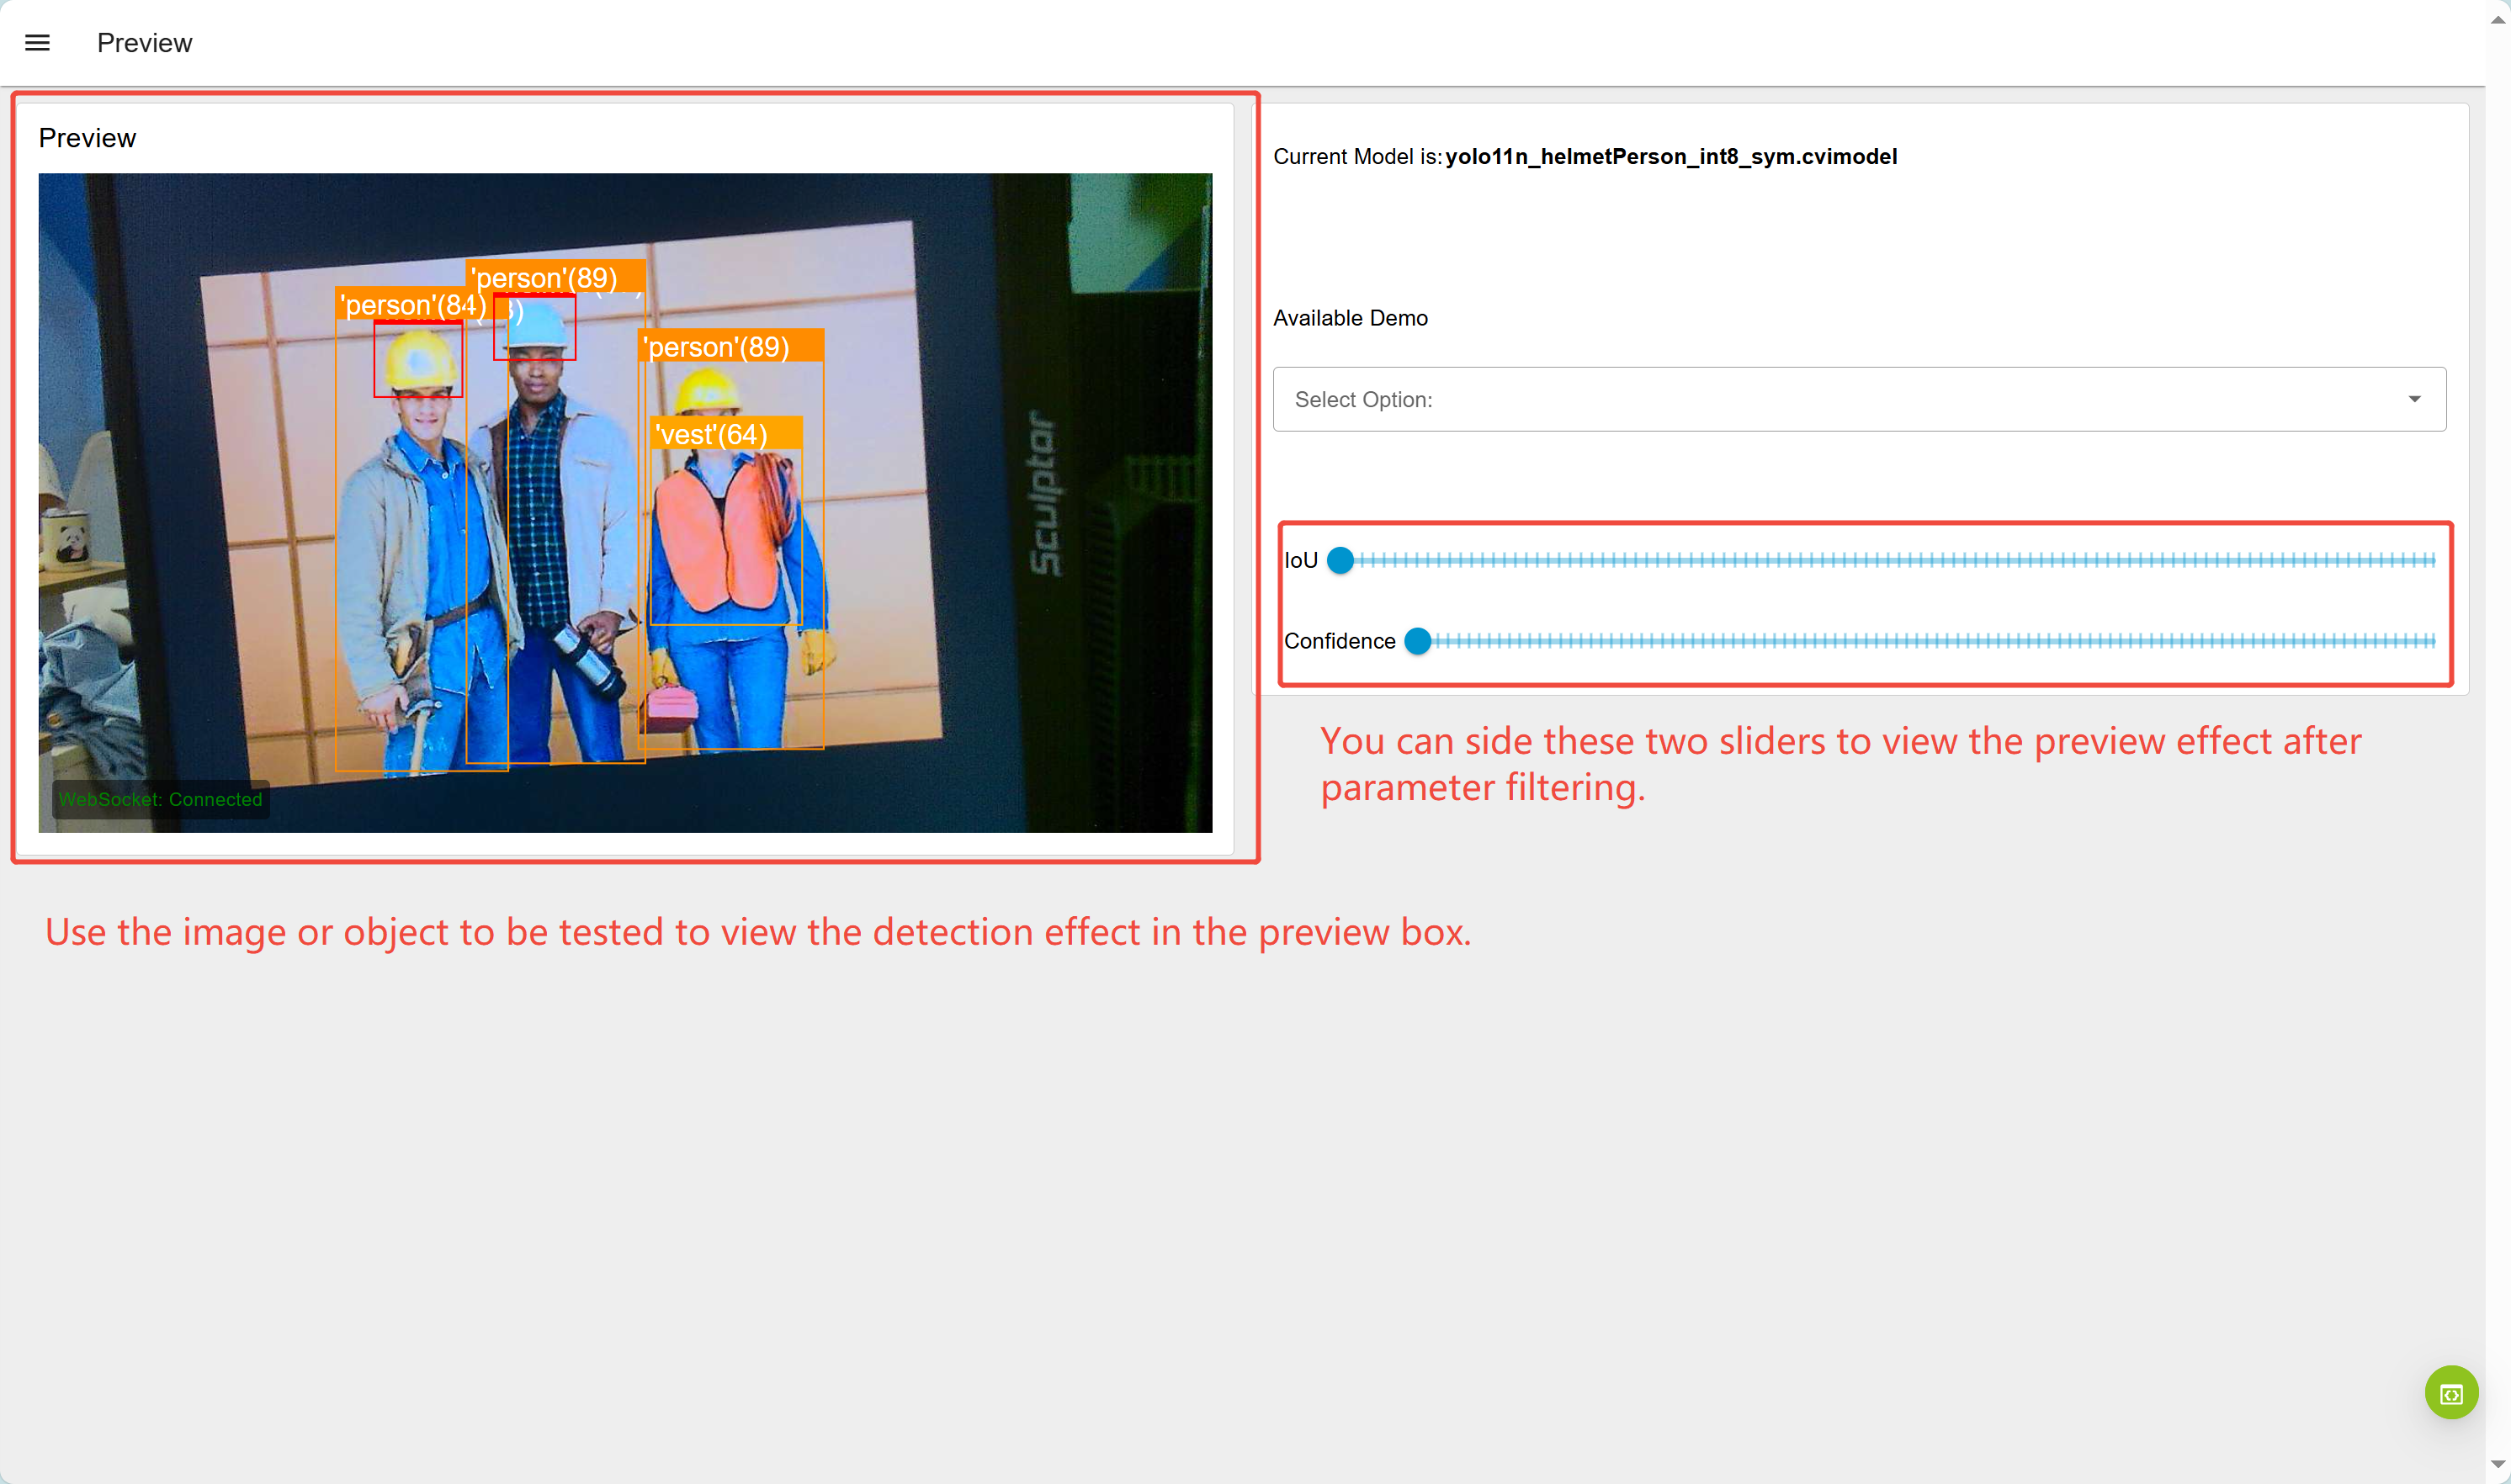 Preview
Preview
'person'(89)
'person'(84)
'person'(89)
'vest'(64)
Sculptor
WebSocket: Connected
Current Model is:yolo11n_helmetPerson_int8_sym.cvimodel
Available Demo
Select Option:
IoU
Confidence
You can side these two sliders to view the preview effect after
parameter filtering.
Use the image or object to be tested to view the detection effect in the preview box.